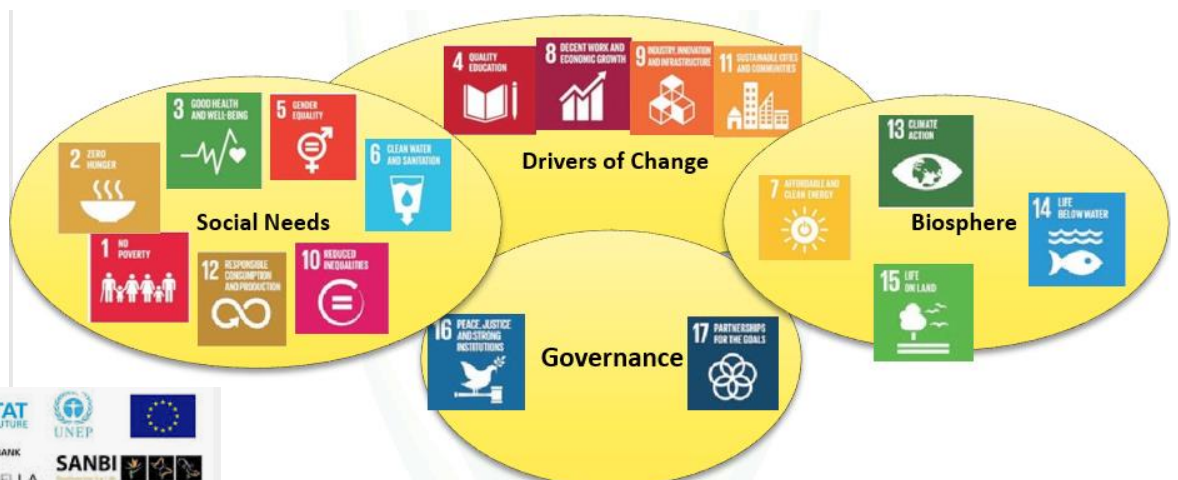 4 QUALITY
EDUCATION
8 DECENT WORK AND
ECONOMIC GROWTH
9 INDUSTRY, INNOVATION
AND INFRASTRUCTURE
11 SUSTAINABLE CITIES
AND COMMUNITIES
Drivers of Change
3 GOOD HEALTH
AND WELL-BEING
5 GENDER
EQUALITY
2 ZERO
HUNGER
6 CLEAN WATER
AND SANITATION
Social Needs
1 NO
POVERTY
12 RESPONSIBLE
CONSUMPTION
AND PRODUCTION
10 REDUCED
INEQUALITIES
13 CLIMATE
ACTION
7 AFFORDABLE AND
CLEAN ENERGY
Biosphere
14 LIFE
BELOW WATER
15 LIFE
ON LAND
16 PEACE, JUSTICE
AND STRONG
INSTITUTIONS
Governance
17 PARTNERSHIPS
FOR THE GOALS
TAT
UTURE
UNEP
BANK
SANBI